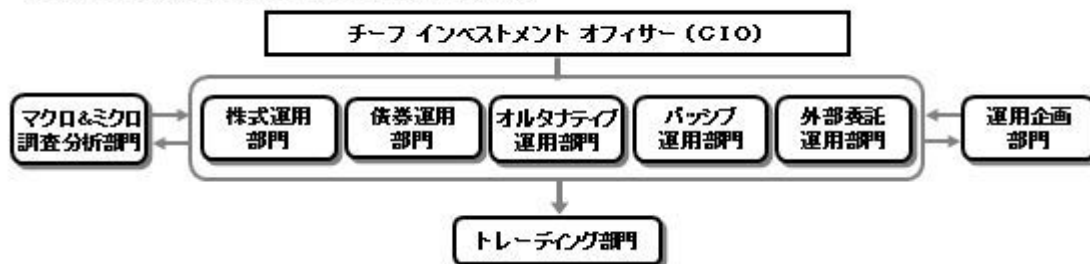 チーフ インベストメント オフィサー (CIO)
マクロ&ミクロ
調査分析部門
株式運用
部門
債券運用
部門
オルタナティブ
運用部門
パッシブ
運用部門
外部委託
運用部門
運用企画
部門
トレーディング部門